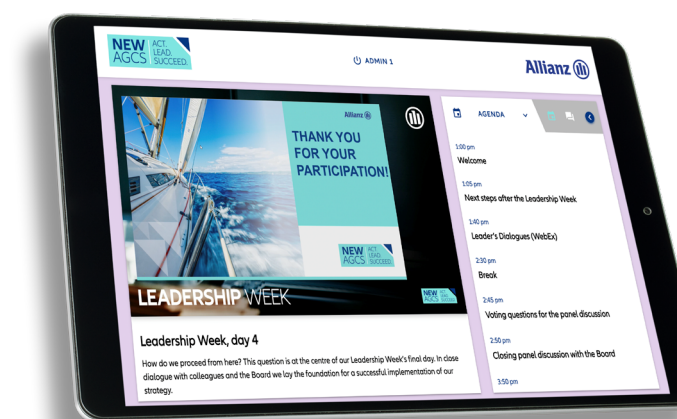 NEW AGCS
ACT.
LEAD.
SUCCEED.
ADMIN 1
Allianz
Allianz
THANK YOU
FOR YOUR
PARTICIPATION!
NEW AGCS
ACT.
LEAD.
SUCCEED.
LEADERSHIP WEEK
NEW AGCS
Leadership Week, day 4
How do we proceed from here? This question is at the centre of our Leadership Week's final day. In close
dialogue with colleagues and the Board we lay the foundation for a successful implementation of our
strategy.
AGENDA
1:00 pm
Welcome
1:05 pm
Next steps after the Leadership Week
1:40 pm
Leader's Dialogues (WebEx)
2:30 pm
Break
2:45 pm
Voting questions for the panel discussion
2:50 pm
Closing panel discussion with the Board
3:50 pm